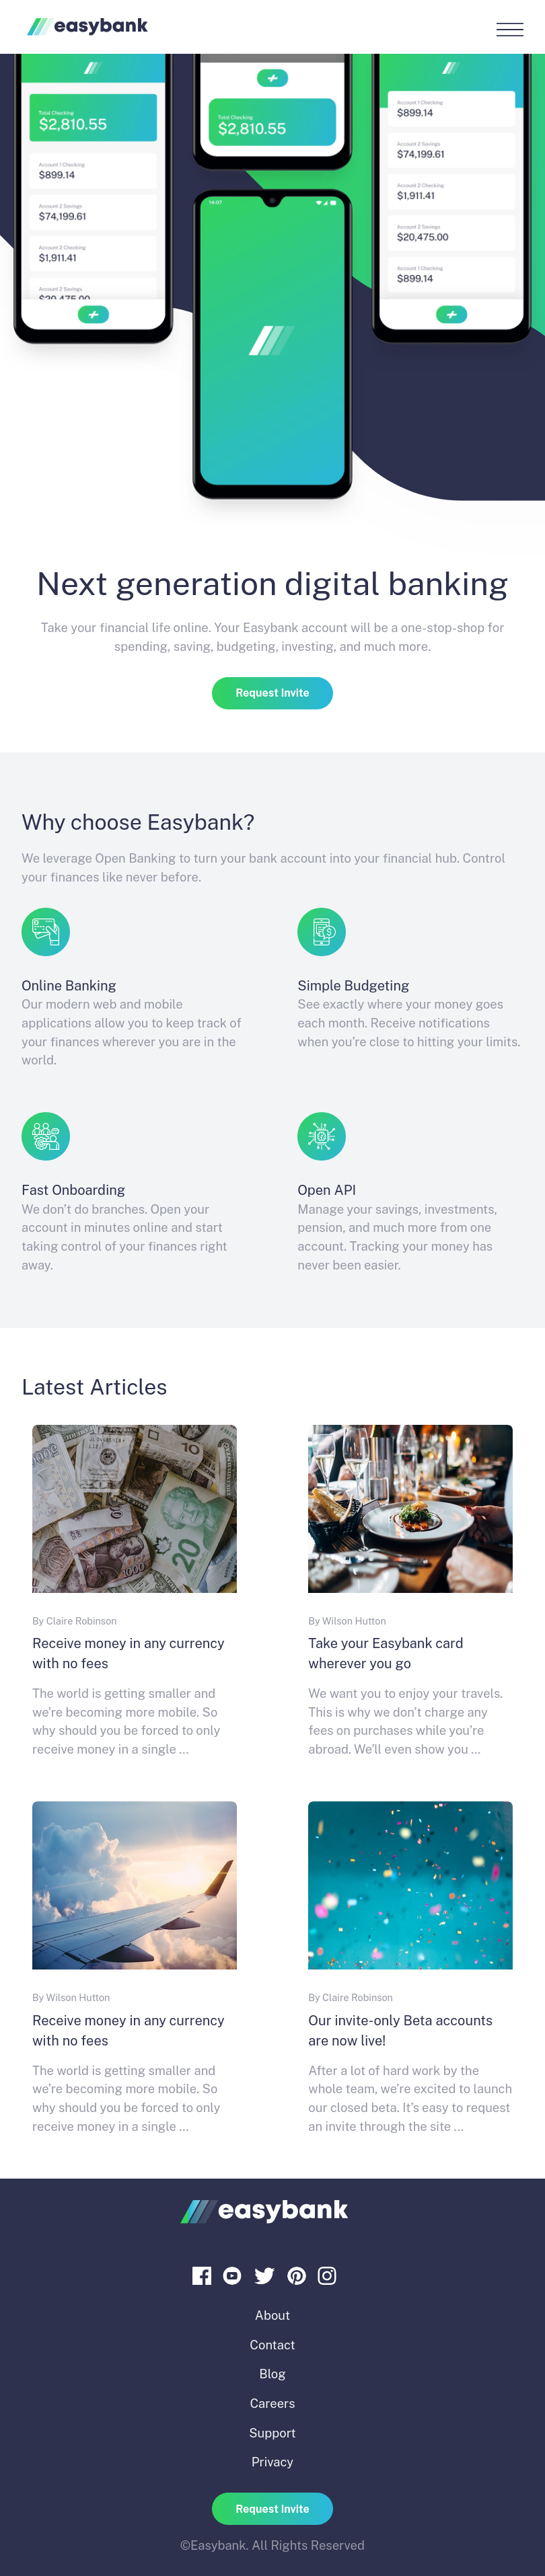 easybank
Total Checking
$2,810.55
Account 1 Checking
$899.14
Account 2 Savings
$74,199.61
Account 2 Checking
$1,911.41
Account 2 Savings
$20,475.00
Total Checking
$2,810.55
Account 1 Checking
$899.14
Account 2 Savings
$74,199.61
Account 2 Checking
$1,911.41
Account 2 Savings
$20,475.00
Account 1 Checking
$899.14
14:07
Next generation digital banking
Take your financial life online. Your Easybank account will be a one-stop-shop for
spending, saving, budgeting, investing, and much more.
Request Invite
Why choose Easybank?
We leverage Open Banking to turn your bank account into your financial hub. Control
your finances like never before.
Online Banking
Our modern web and mobile
applications allow you to keep track of
your finances wherever you are in the
world.
Simple Budgeting
See exactly where your money goes
each month. Receive notifications
when you're close to hitting your limits.
Fast Onboarding
We don't do branches. Open your
account in minutes online and start
taking control of your finances right
away.
Open API
Manage your savings, investments,
pension, and much more from one
account. Tracking your money has
never been easier.
Latest Articles
By Claire Robinson
Receive money in any currency
with no fees
The world is getting smaller and
we're becoming more mobile. So
why should you be forced to only
receive money in a single ...
By Wilson Hutton
Take your Easybank card
wherever you go
We want you to enjoy your travels.
This is why we don't charge any
fees on purchases while you're
abroad. We'll even show you ...
By Wilson Hutton
Receive money in any currency
with no fees
The world is getting smaller and
we're becoming more mobile. So
why should you be forced to only
receive money in a single ...
By Claire Robinson
Our invite-only Beta accounts
are now live!
After a lot of hard work by the
whole team, we're excited to launch
our closed beta. It's easy to request
an invite through the site ...
easybank
About
Contact
Blog
Careers
Support
Privacy
Request Invite
©Easybank. All Rights Reserved